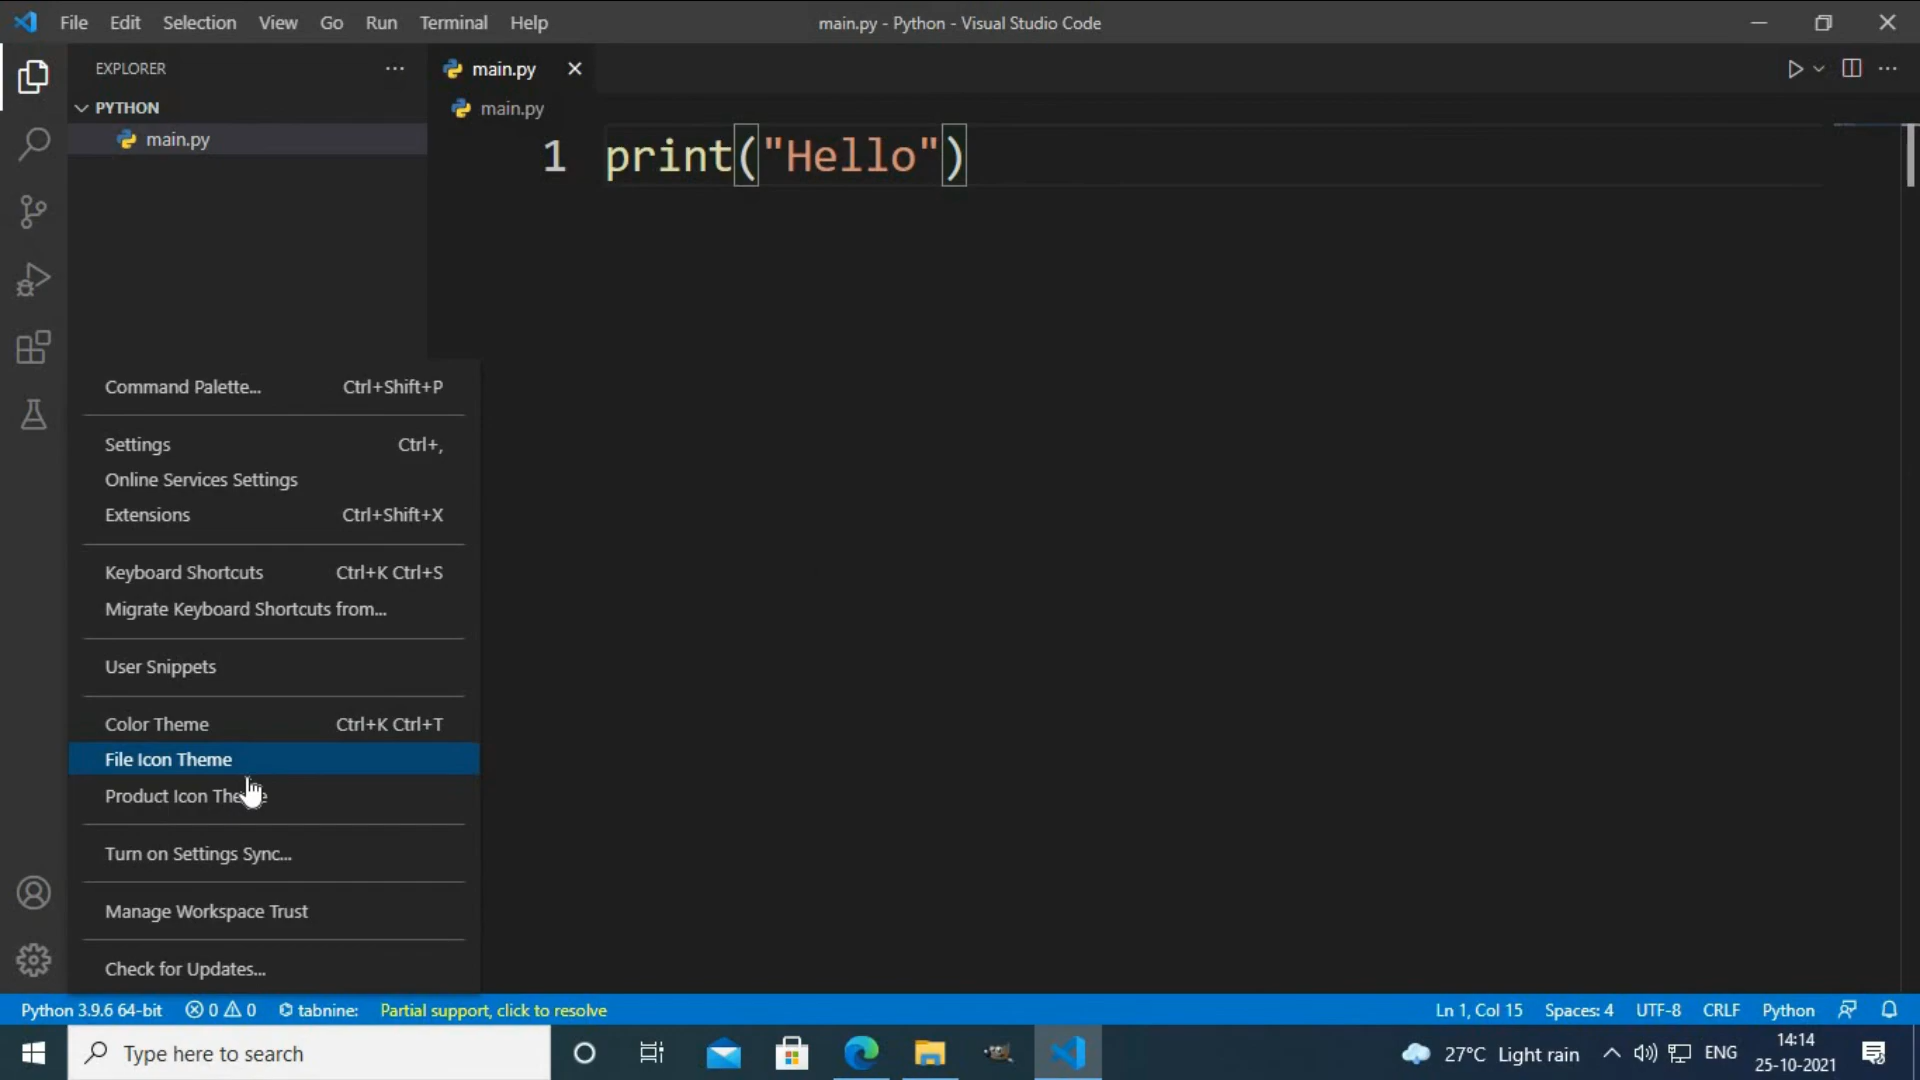 File Edit Selection View Go Run Terminal Help
main.py - Python - Visual Studio Code
EXPLORER
PYTHON
main.py
main.py
main.py
1 print("Hello")
Command Palette... Ctrl+Shift+P
Settings Ctrl+,
Online Services Settings
Extensions Ctrl+Shift+X
Keyboard Shortcuts Ctrl+K Ctrl+S
Migrate Keyboard Shortcuts from...
User Snippets
Color Theme Ctrl+K Ctrl+T
File Icon Theme
Product Icon
Turn on Settings Sync...
Manage Workspace Trust
Check for Updates...
Python 3.9.6 64-bit 0 0 tabnine: Partial support, click to resolve
Ln 1, Col 15 Spaces: 4 UTF-8 CRLF Python
Type here to search
27°C Light rain ENG
14:14
25-10-2021